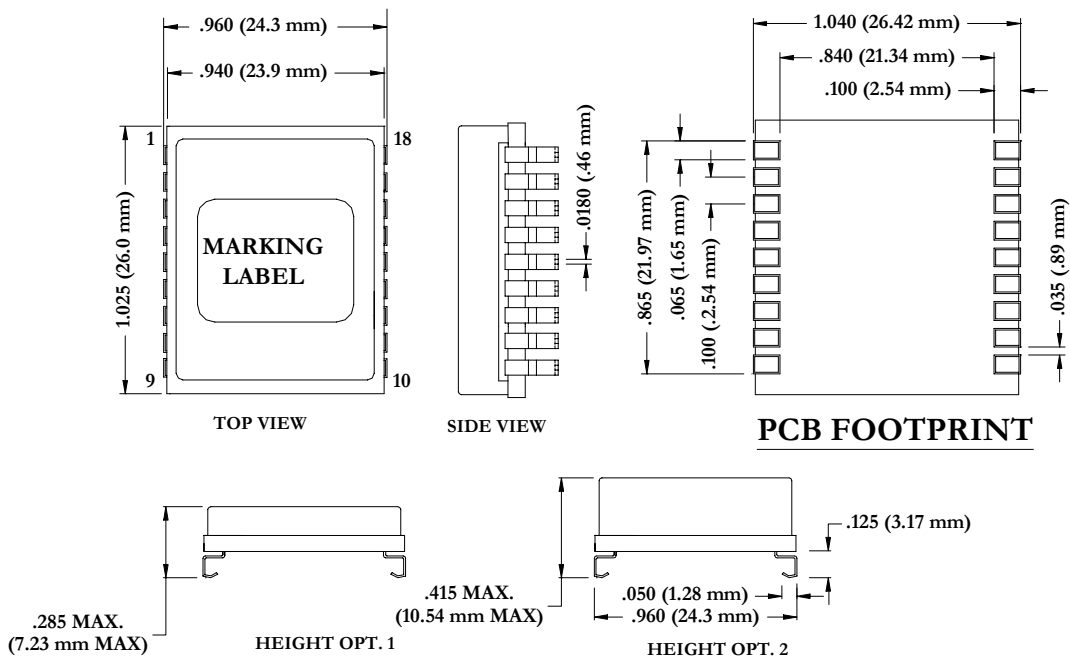 .960 (24.3 mm)
.940 (23.9 mm)
1
18
1.025 (26.0 mm)
MARKING
LABEL
9
10
TOP VIEW
.0180 (.46 mm)
SIDE VIEW
1.040 (26.42 mm)
.840 (21.34 mm)
.100 (2.54 mm)
.865 (21.97 mm)
.065 (1.65 mm)
.100 (.2.54 mm)
.035 (.89 mm)
PCB FOOTPRINT
.285 MAX.
(7.23 mm MAX)
HEIGHT OPT. 1
.415 MAX.
(10.54 mm MAX)
.125 (3.17 mm)
.050 (1.28 mm)
.960 (24.3 mm)
HEIGHT OPT. 2